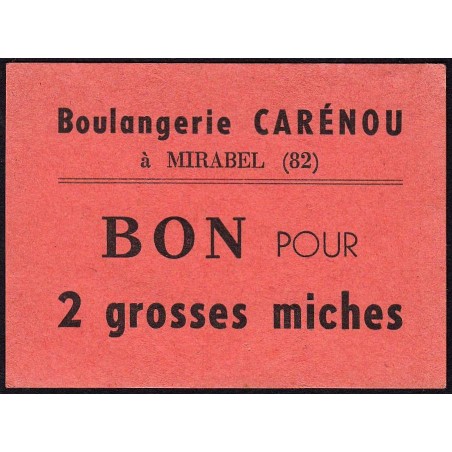 Boulangerie CARÉNOU
à MIRABEL (82)
BON POUR
2 grosses miches